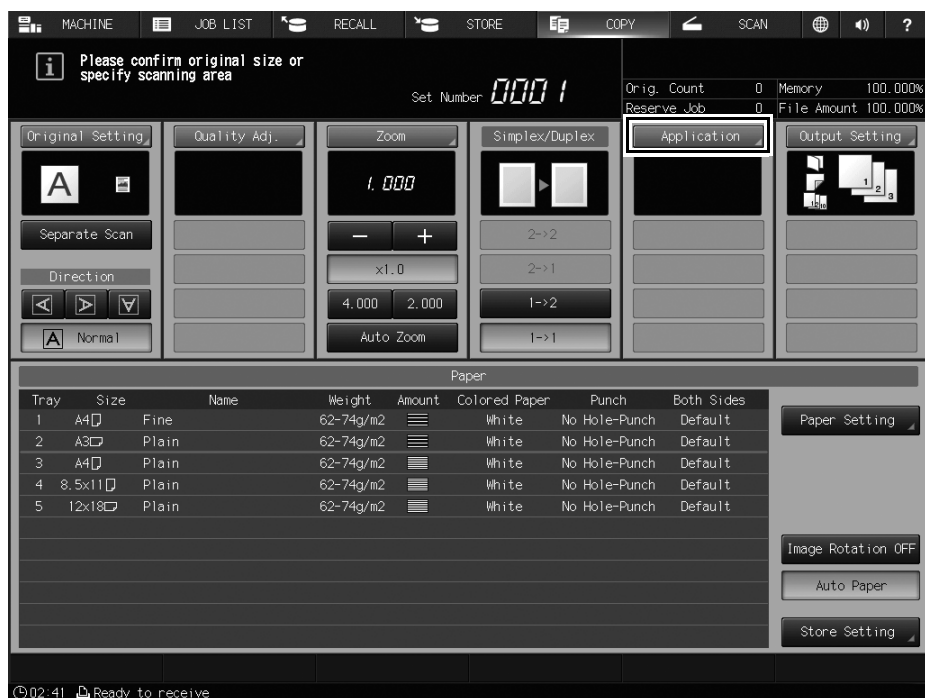 MACHINE JOB LIST RECALL STORE COPY SCAN ?
Please confirm original size or
specify scanning area
Set Number 0001
Orig. Count 0 Memory 100.000%
Reserve Job 0 File Amount 100.000%
Original Setting Quality Adj. Zoom Simplex/Duplex Application Output Setting
A 1.000 1 2 3
Separate Scan − + 2->2
Direction x1.0 2->1
A A A 4.000 2.000 1->2
A Normal Auto Zoom 1->1
Paper
Tray Size Name Weight Amount Colored Paper Punch Both Sides
1 A4 Fine 62-74g/m2 White No Hole-Punch Default
2 A3 Plain 62-74g/m2 White No Hole-Punch Default
3 A4 Plain 62-74g/m2 White No Hole-Punch Default
4 8.5x11 Plain 62-74g/m2 White No Hole-Punch Default
5 12x18 Plain 62-74g/m2 White No Hole-Punch Default
Paper Setting
Image Rotation OFF
Auto Paper
Store Setting
02:41 Ready to receive